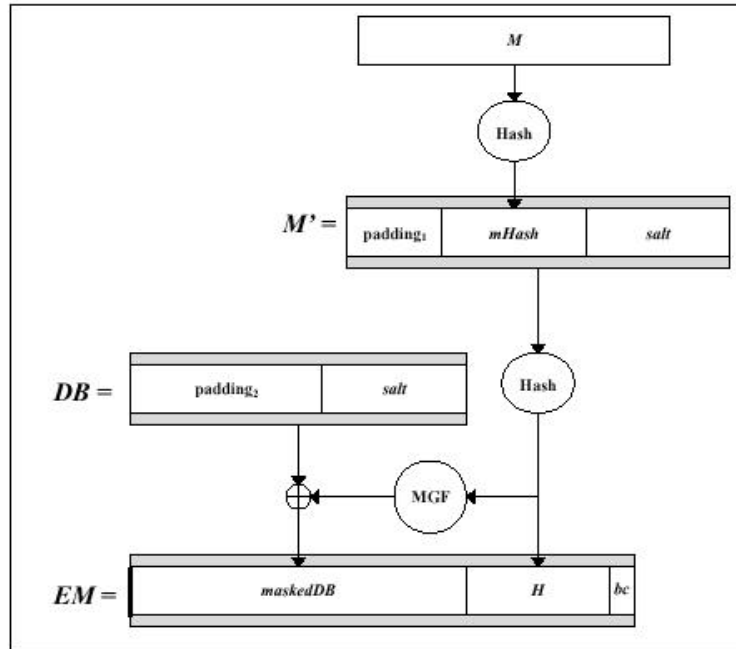 M
Hash
M’ = padding₁ mHash salt
DB = padding₂ salt Hash
MGF
EM = maskedDB H bc